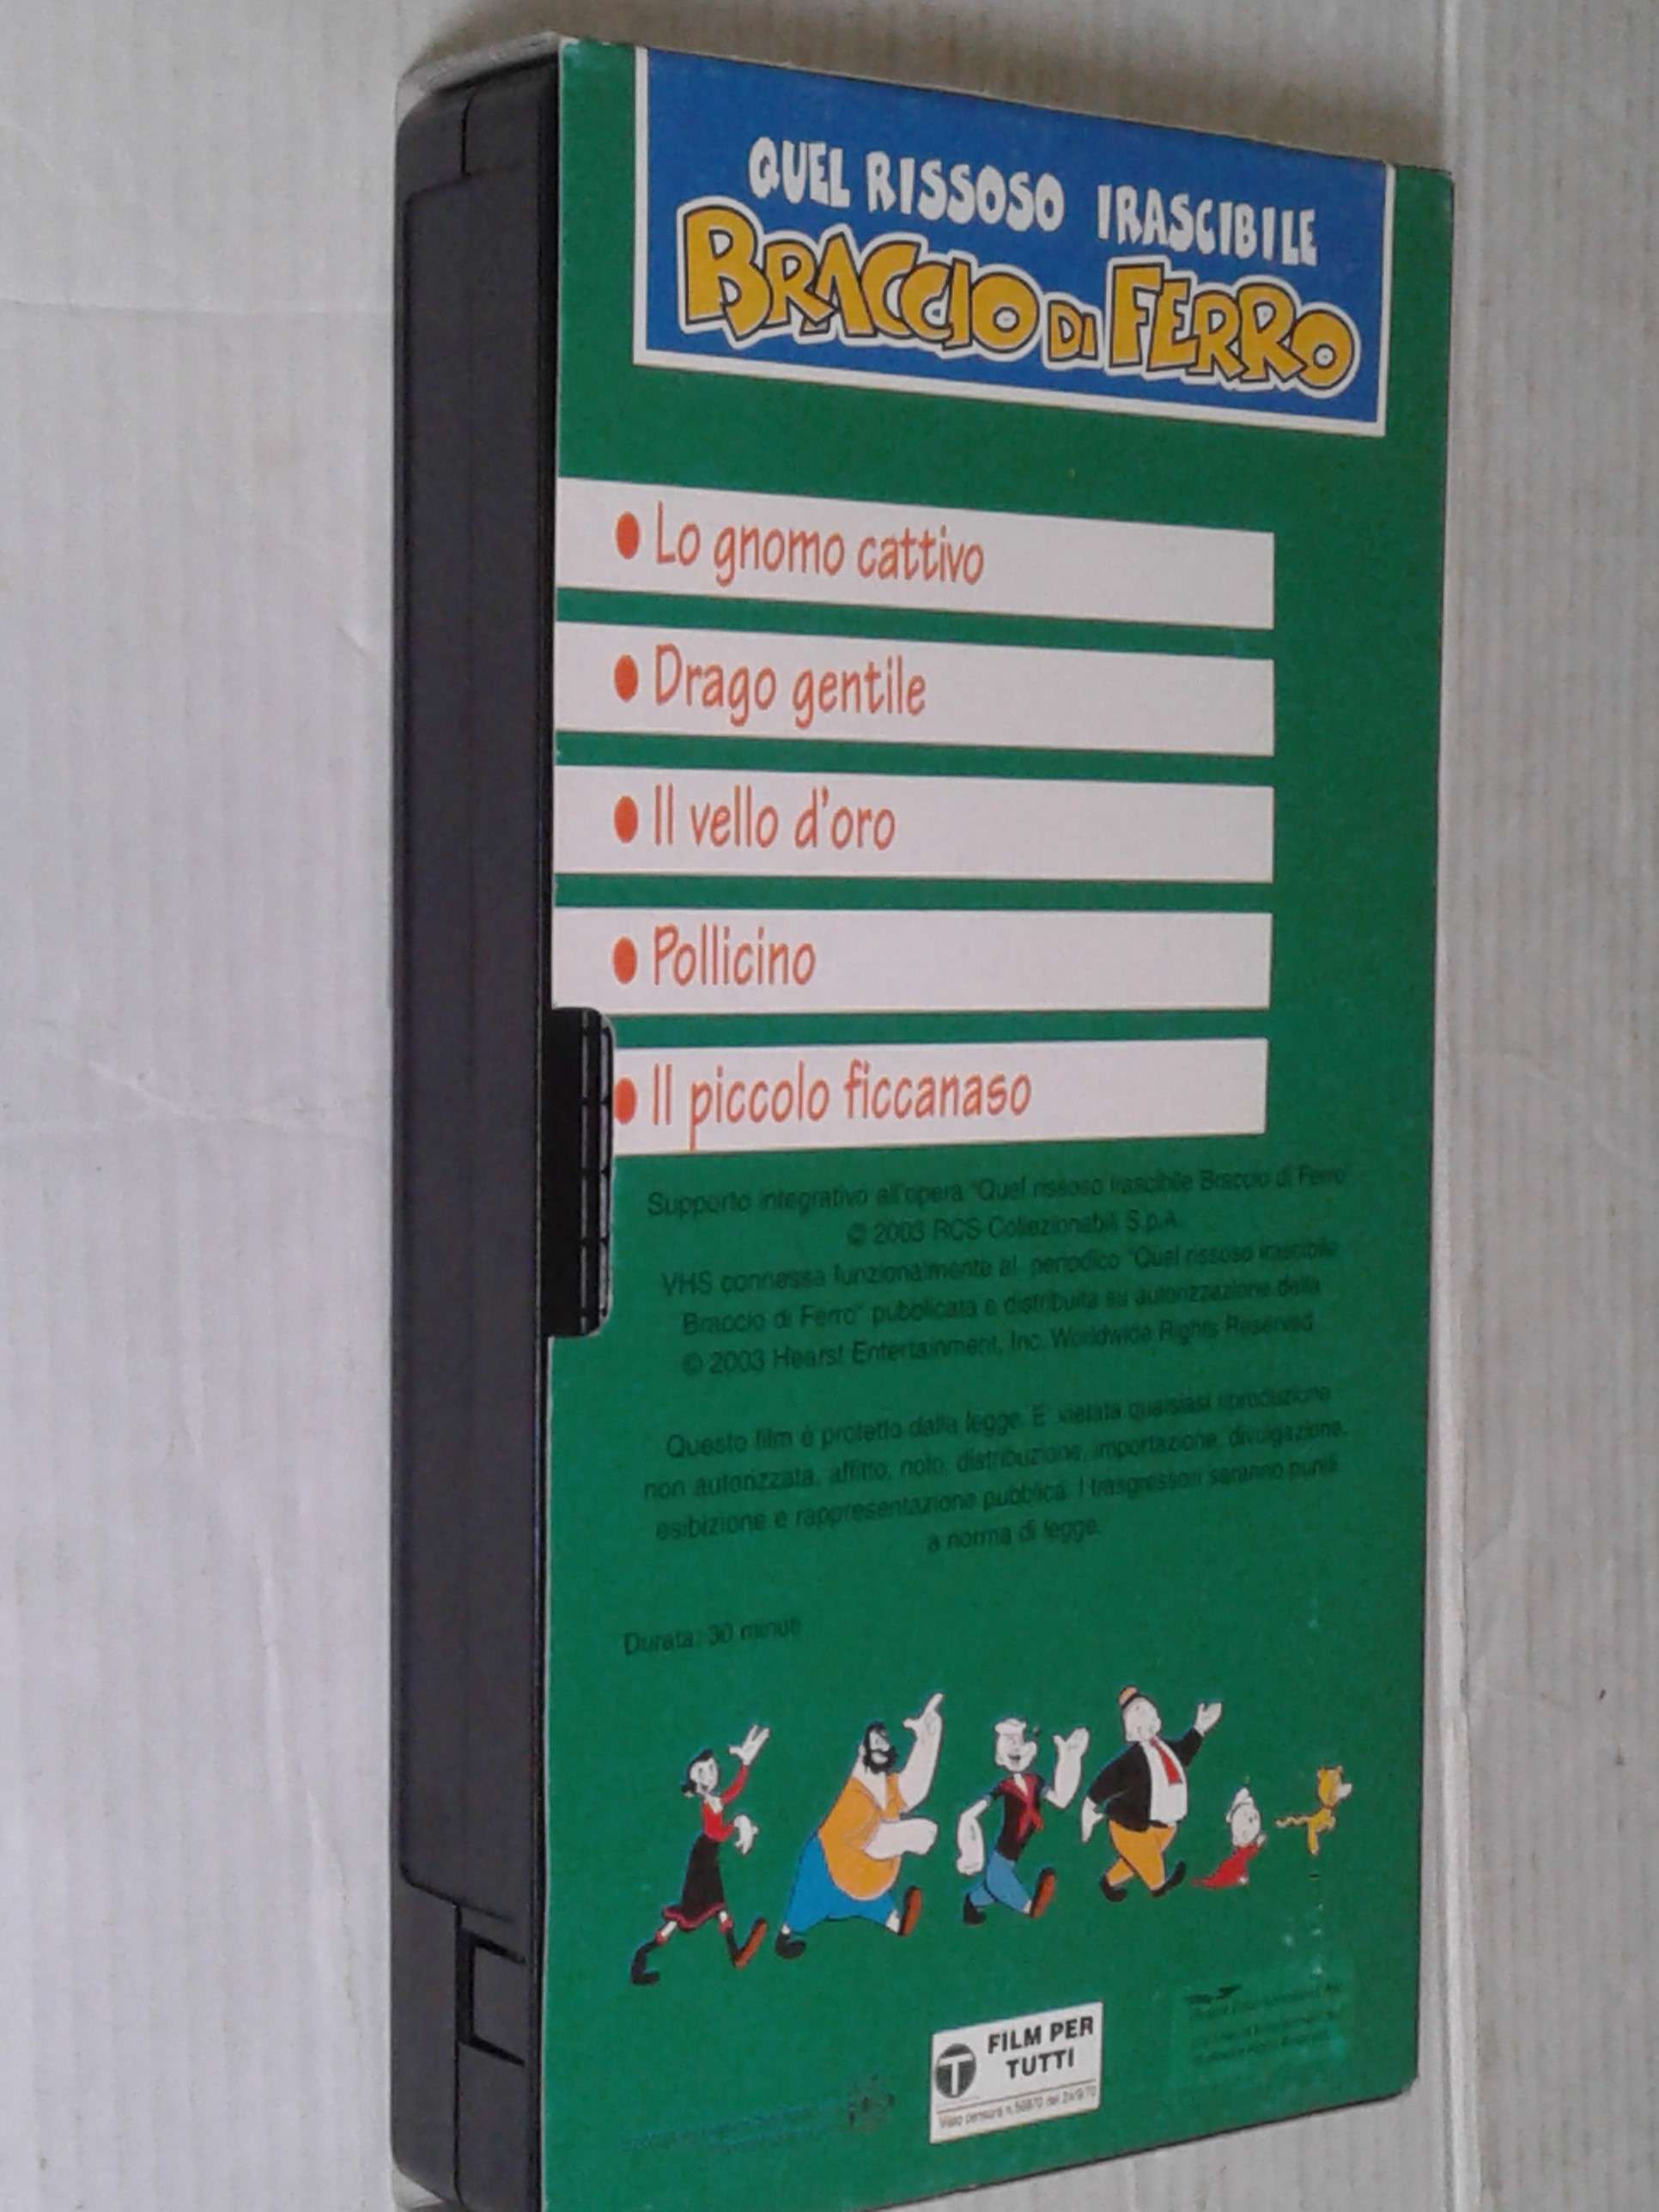 QUEL RISSOSO IRASCIBILE
BRACCIO DI FERRO
• Lo gnomo cattivo
• Drago gentile
• Il vello d'oro
• Pollicino
• Il piccolo ficcanaso
Supporto integrativo all'opera "Quel rissoso irascibile Braccio di Ferro
© 2003 RCS Collezionabili S.p.A.
VHS connessa funzionalmente al periodico "Quel rissoso irascibile
Braccio di Ferro" pubblicata e distribuita su autorizzazione della
© 2003 Hearst Entertainment, Inc. Worldwide Rights Reserved
Questo film è protetto dalla legge. E' vietata qualsiasi riproduzione
non autorizzata, affitto, nolo, distribuzione, importazione, divulgazione,
esibizione e rappresentazione pubblica. I trasgressori saranno puniti
a norma di legge.
Durata: 30 minuti
T
FILM PER
TUTTI
Visto censura n.